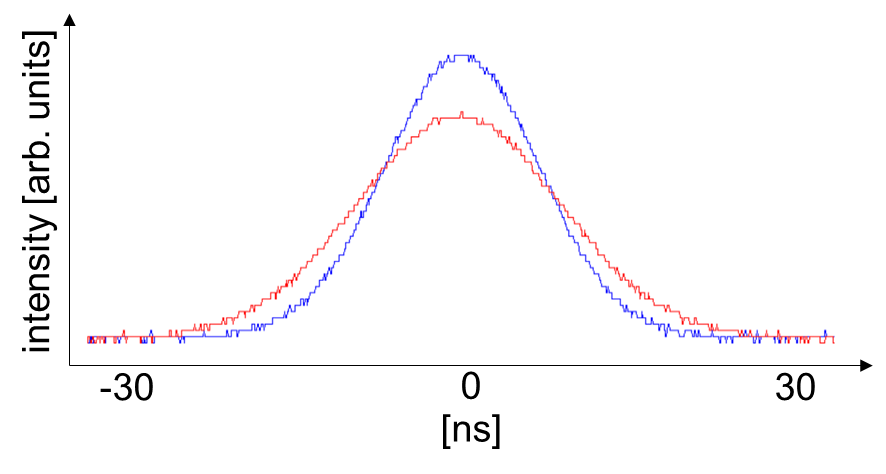 intensity [arb. units]
-30 0 30
[ns]